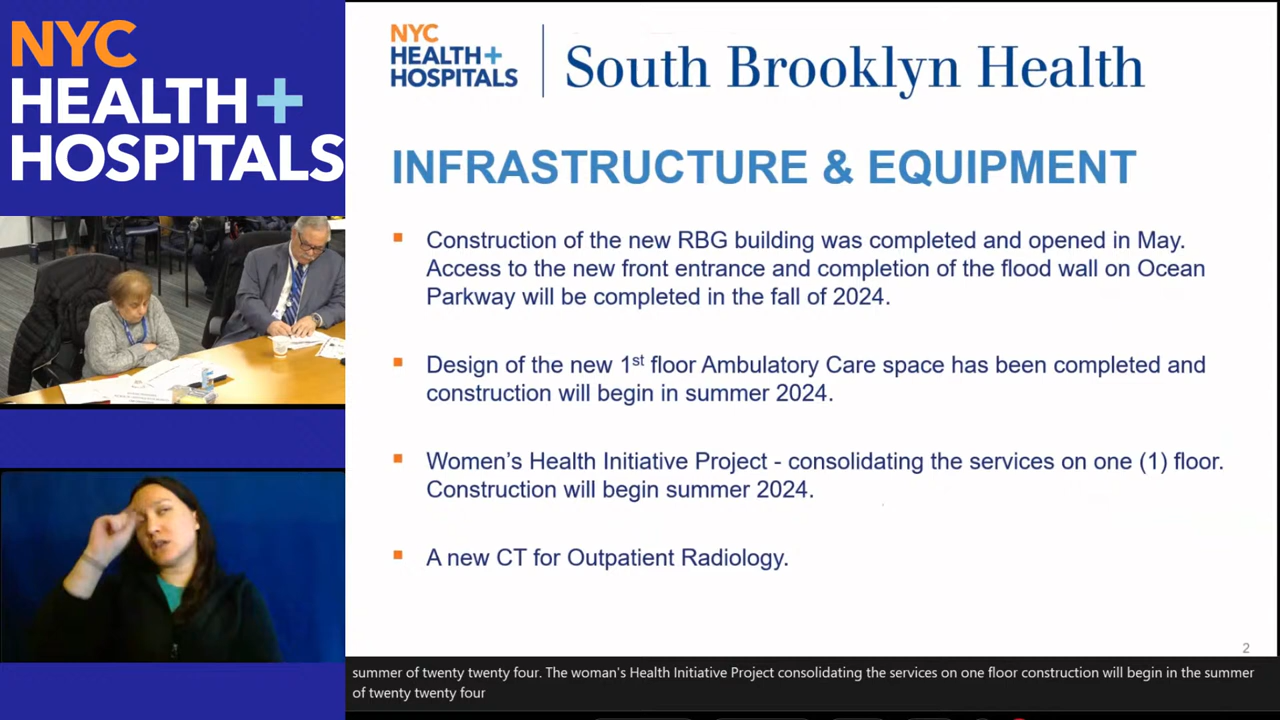 NYC
HEALTH+
HOSPITALS
NYC
HEALTH+
HOSPITALS
South Brooklyn Health
INFRASTRUCTURE & EQUIPMENT
Construction of the new RBG building was completed and opened in May.
Access to the new front entrance and completion of the flood wall on Ocean
Parkway will be completed in the fall of 2024.
Design of the new 1st floor Ambulatory Care space has been completed and
construction will begin in summer 2024.
Women's Health Initiative Project - consolidating the services on one (1) floor.
Construction will begin summer 2024.
A new CT for Outpatient Radiology.
2
summer of twenty twenty four. The woman's Health Initiative Project consolidating the services on one floor construction will begin in the summer
of twenty twenty four